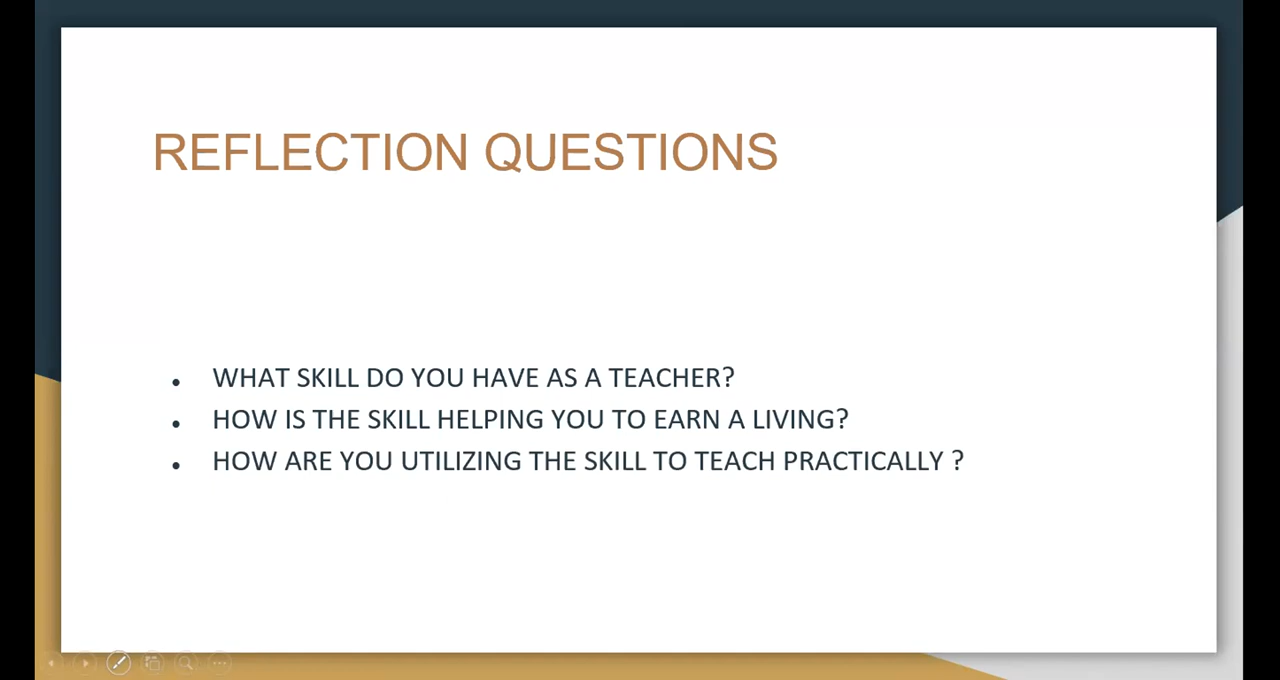 REFLECTION QUESTIONS
• WHAT SKILL DO YOU HAVE AS A TEACHER?
• HOW IS THE SKILL HELPING YOU TO EARN A LIVING?
• HOW ARE YOU UTILIZING THE SKILL TO TEACH PRACTICALLY ?